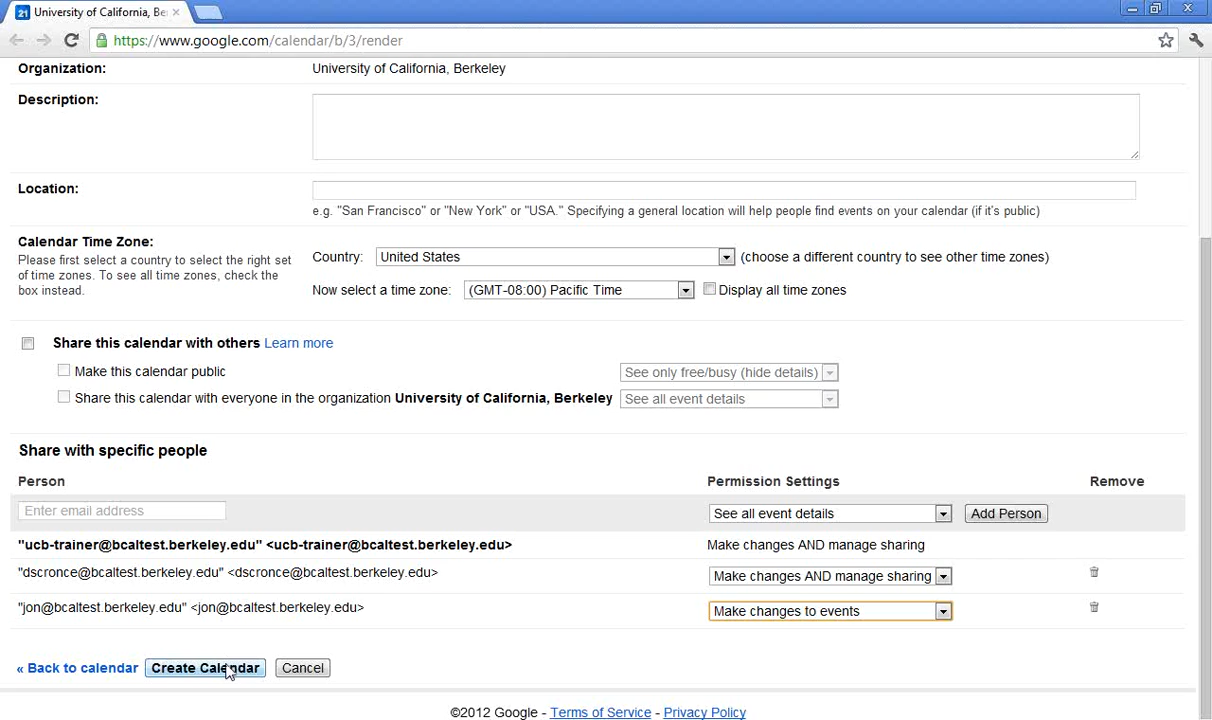 21 University of California, Be
https://www.google.com/calendar/b/3/render
Organization: University of California, Berkeley
Description:
Location:
e.g. "San Francisco" or "New York" or "USA." Specifying a general location will help people find events on your calendar (if it's public)
Calendar Time Zone:
Please first select a country to select the right set
of time zones. To see all time zones, check the
box instead.
Country: United States (choose a different country to see other time zones)
Now select a time zone: (GMT-08:00) Pacific Time Display all time zones
Share this calendar with others Learn more
Make this calendar public See only free/busy (hide details)
Share this calendar with everyone in the organization University of California, Berkeley See all event details
Share with specific people
Person Permission Settings Remove
Enter email address See all event details Add Person
"ucb-trainer@bcaltest.berkeley.edu" <ucb-trainer@bcaltest.berkeley.edu> Make changes AND manage sharing
"dscronce@bcaltest.berkeley.edu" <dscronce@bcaltest.berkeley.edu> Make changes AND manage sharing
"jon@bcaltest.berkeley.edu" <jon@bcaltest.berkeley.edu> Make changes to events
« Back to calendar Create Calendar Cancel
©2012 Google - Terms of Service - Privacy Policy